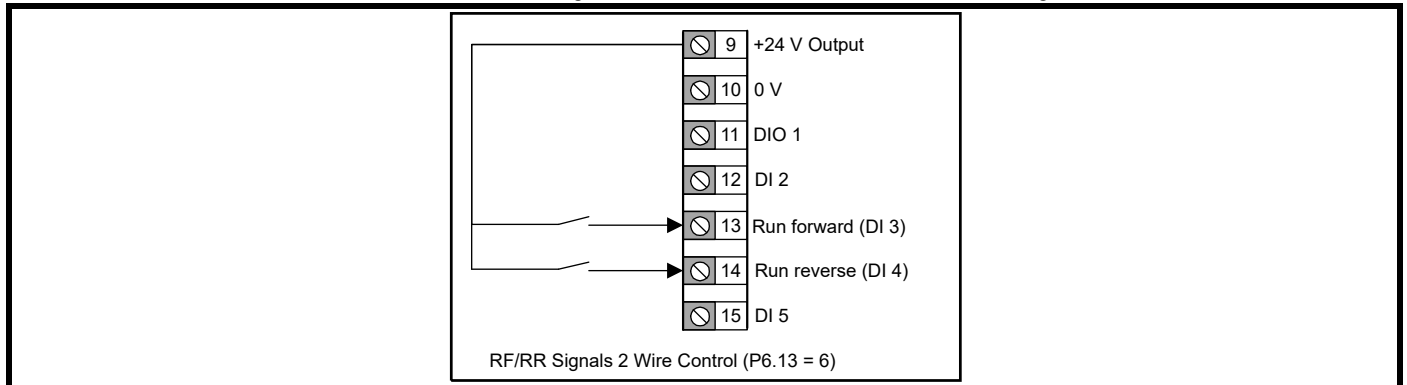 9 +24 V Output
10 0 V
11 DIO 1
12 DI 2
13 Run forward (DI 3)
14 Run reverse (DI 4)
15 DI 5
RF/RR Signals 2 Wire Control (P6.13 = 6)